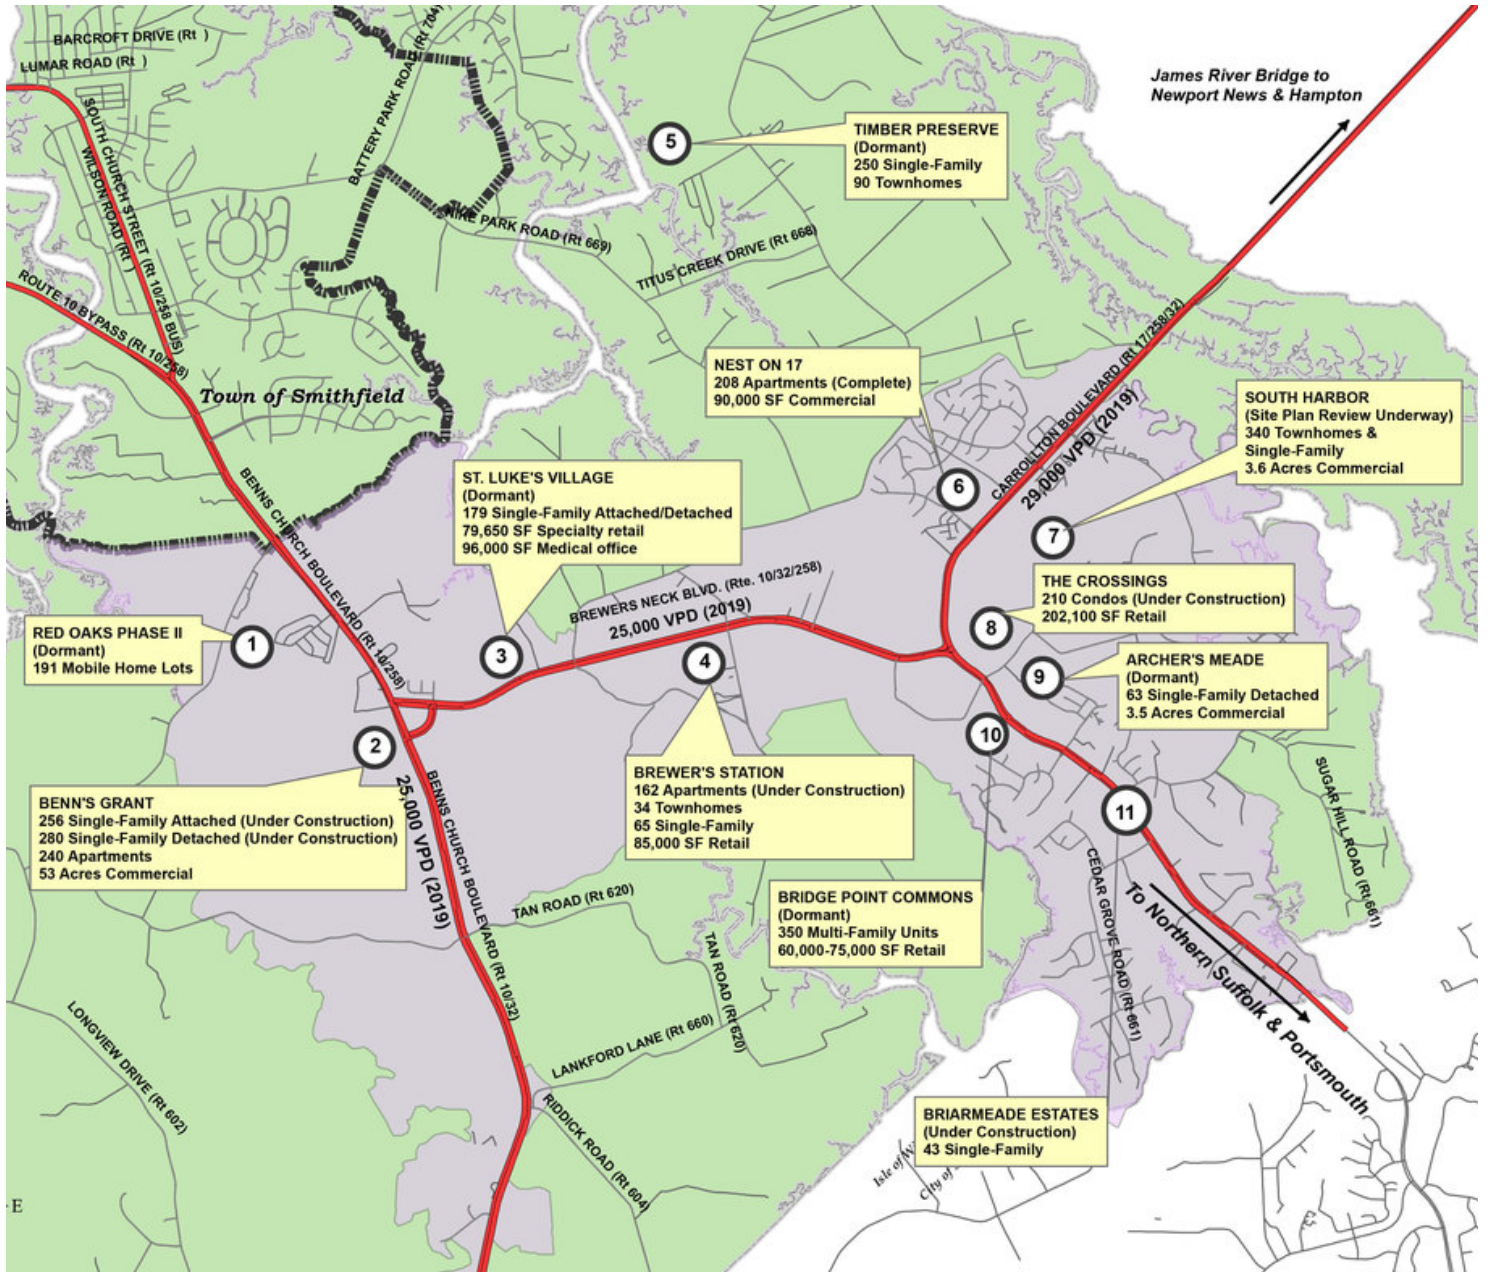 BARCROFT DRIVE (Rt )
LUMAR ROAD (Rt )
SOUTH CHURCH STREET (Rt 10/258 BUS)
WILSON ROAD (Rt )
BATTERY PARK ROAD (Rt 704)
NIKE PARK ROAD (Rt 669)
TITUS CREEK DRIVE (Rt 668)
ROUTE 10 BYPASS (Rt 10/258)
Town of Smithfield
James River Bridge to
Newport News & Hampton
5
TIMBER PRESERVE
(Dormant)
250 Single-Family
90 Townhomes
NEST ON 17
208 Apartments (Complete)
90,000 SF Commercial
6
CARROLLTON BOULEVARD (Rt 17/258/32)
29,000 VPD (2019)
SOUTH HARBOR
(Site Plan Review Underway)
340 Townhomes &
Single-Family
3.6 Acres Commercial
7
ST. LUKE'S VILLAGE
(Dormant)
179 Single-Family Attached/Detached
79,650 SF Specialty retail
96,000 SF Medical office
3
BENNS CHURCH BOULEVARD (Rt 10/258)
BREWERS NECK BLVD. (Rte. 10/32/258)
25,000 VPD (2019)
THE CROSSINGS
210 Condos (Under Construction)
202,100 SF Retail
8
RED OAKS PHASE II
(Dormant)
191 Mobile Home Lots
1
4
ARCHER'S MEADE
(Dormant)
63 Single-Family Detached
3.5 Acres Commercial
9
2
10
BENN'S GRANT
256 Single-Family Attached (Under Construction)
280 Single-Family Detached (Under Construction)
240 Apartments
53 Acres Commercial
25,000 VPD (2019)
BENNS CHURCH BOULEVARD (Rt 10/32)
BREWER'S STATION
162 Apartments (Under Construction)
34 Townhomes
65 Single-Family
85,000 SF Retail
11
SUGAR HILL ROAD (Rt 661)
CEDAR GROVE ROAD (Rt 661)
BRIDGE POINT COMMONS
(Dormant)
350 Multi-Family Units
60,000-75,000 SF Retail
TAN ROAD (Rt 620)
TAN ROAD (Rt 620)
To Northern Suffolk & Portsmouth
LONGVIEW DRIVE (Rt 602)
LANKFORD LANE (Rt 660)
RIDDICK ROAD (Rt 604)
BRIARMEADE ESTATES
(Under Construction)
43 Single-Family
Isle of
City of
E